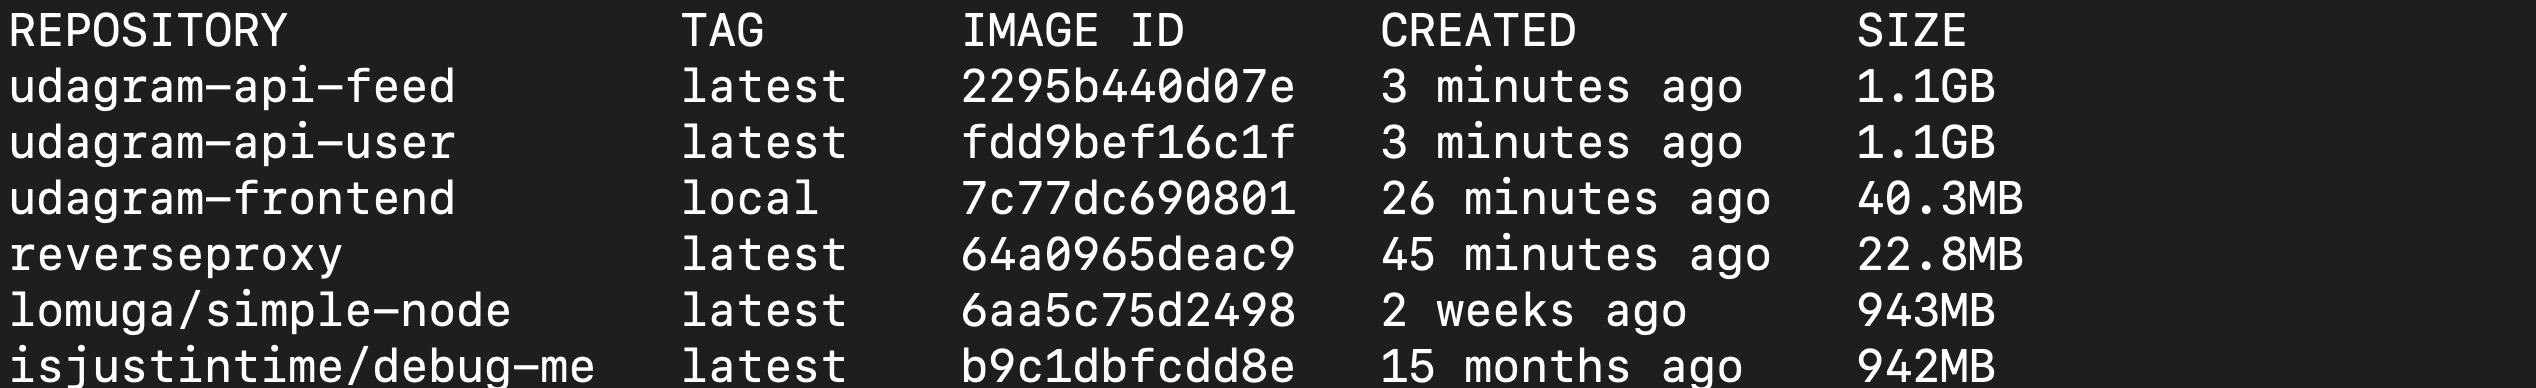 REPOSITORY TAG IMAGE ID CREATED SIZE
udagram-api-feed latest 2295b440d07e 3 minutes ago 1.1GB
udagram-api-user latest fdd9bef16c1f 3 minutes ago 1.1GB
udagram-frontend local 7c77dc690801 26 minutes ago 40.3MB
reverseproxy latest 64a0965deac9 45 minutes ago 22.8MB
lomuga/simple-node latest 6aa5c75d2498 2 weeks ago 943MB
isjustintime/debug-me latest b9c1dbfcdd8e 15 months ago 942MB